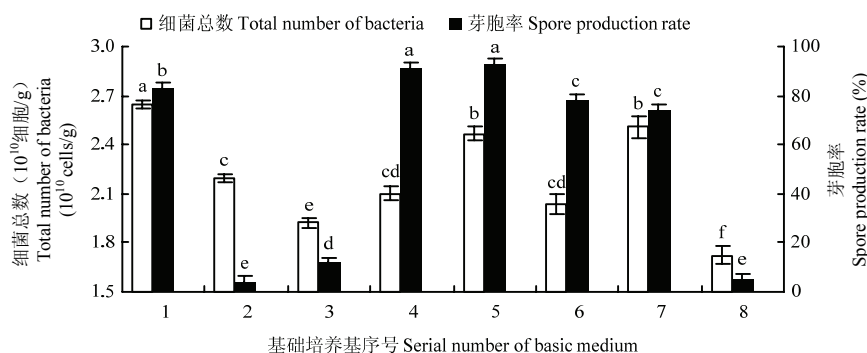 细菌总数 Total number of bacteria 芽胞率 Spore production rate
细菌总数（10¹⁰细胞/g）
Total number of bacteria
(10¹⁰ cells/g)
3.0
2.7
2.4
2.1
1.8
1.5
a b
c e
e d
cd a
b a
cd c
b c
f e
100
80
60
40
20
0
芽胞率
Spore production rate (%)
1 2 3 4 5 6 7 8
基础培养基序号 Serial number of basic medium